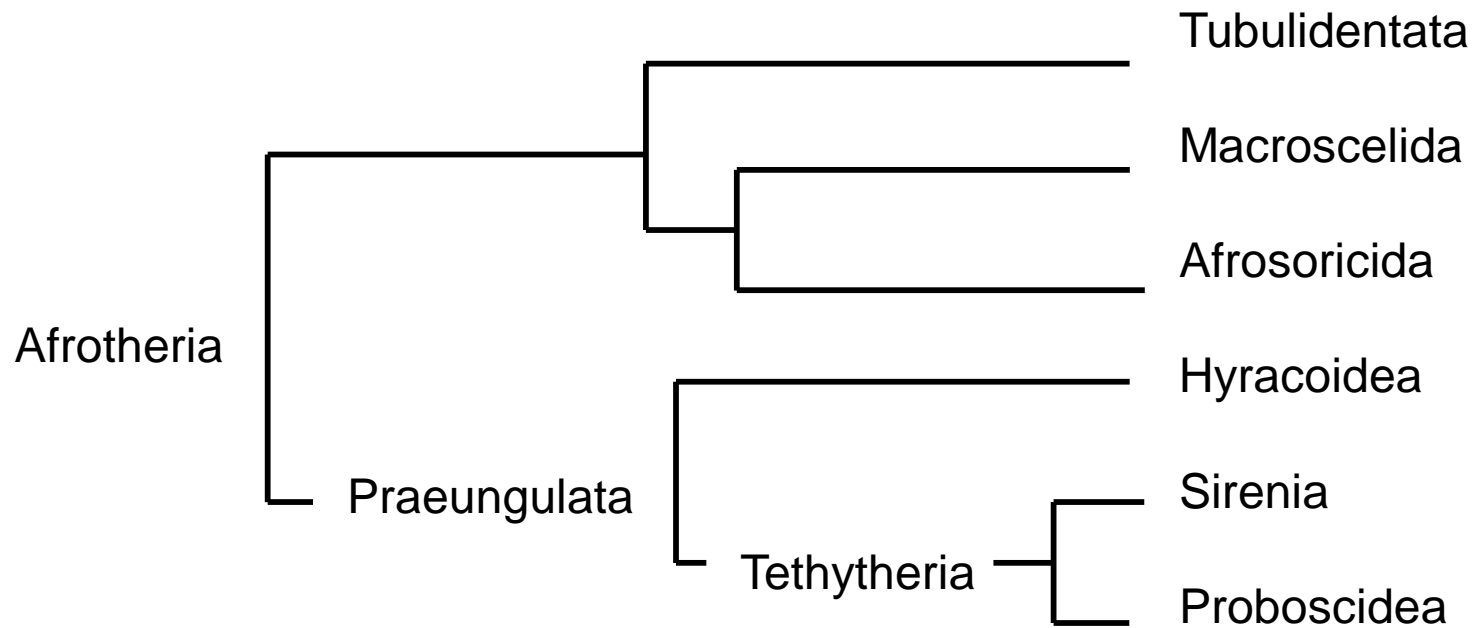 Tubulidentata
Macroscelida
Afrosoricida
Afrotheria
Hyracoidea
Praeungulata
Sirenia
Tethytheria
Proboscidea